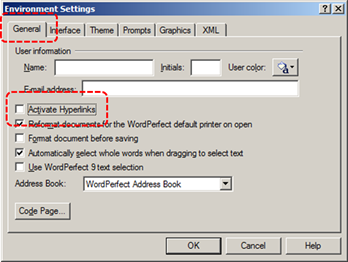 Environment Settings
General Interface Theme Prompts Graphics XML
User information
Name: Initials: User color: a
E-mail address:
Activate Hyperlinks
Reformat documents for the WordPerfect default printer on open
Format document before saving
Automatically select whole words when dragging to select text
Use WordPerfect 9 text selection
Address Book: WordPerfect Address Book
Code Page...
OK Cancel Help